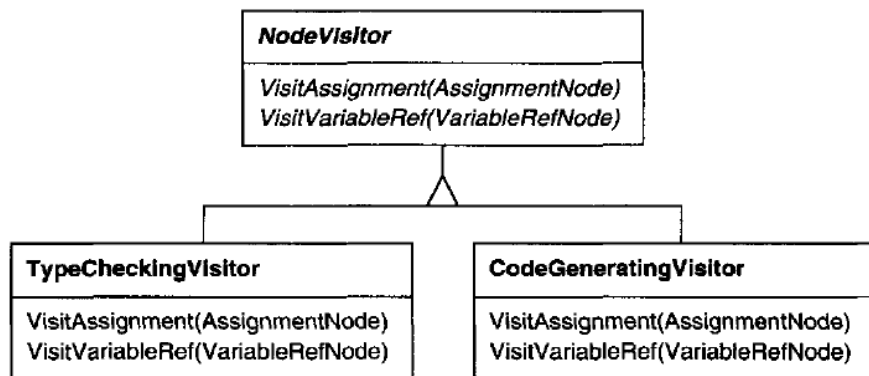 NodeVisitor
VisitAssignment(AssignmentNode)
VisitVariableRef(VariableRefNode)
TypeCheckingVisitor
VisitAssignment(AssignmentNode)
VisitVariableRef(VariableRefNode)
CodeGeneratingVisitor
VisitAssignment(AssignmentNode)
VisitVariableRef(VariableRefNode)